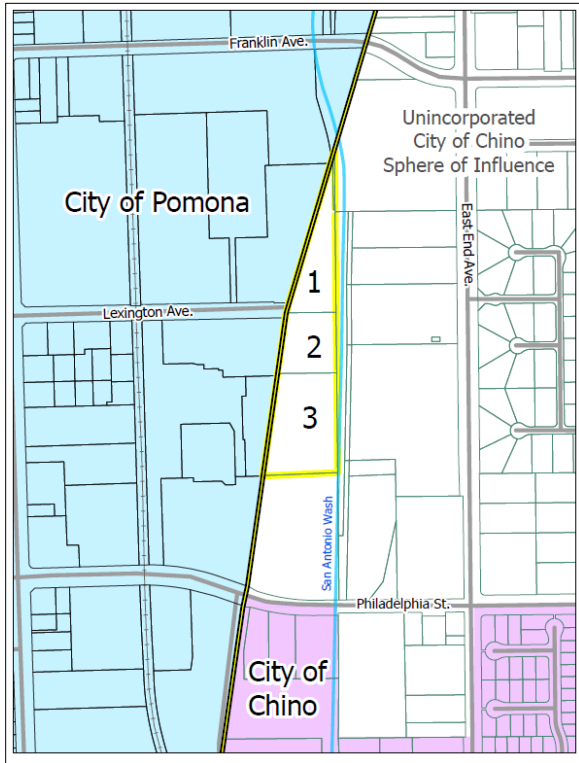 Franklin Ave.
Unincorporated
City of Chino
Sphere of Influence
City of Pomona
East End Ave.
1
Lexington Ave.
2
3
San Antonio Wash
Philadelphia St.
City of
Chino